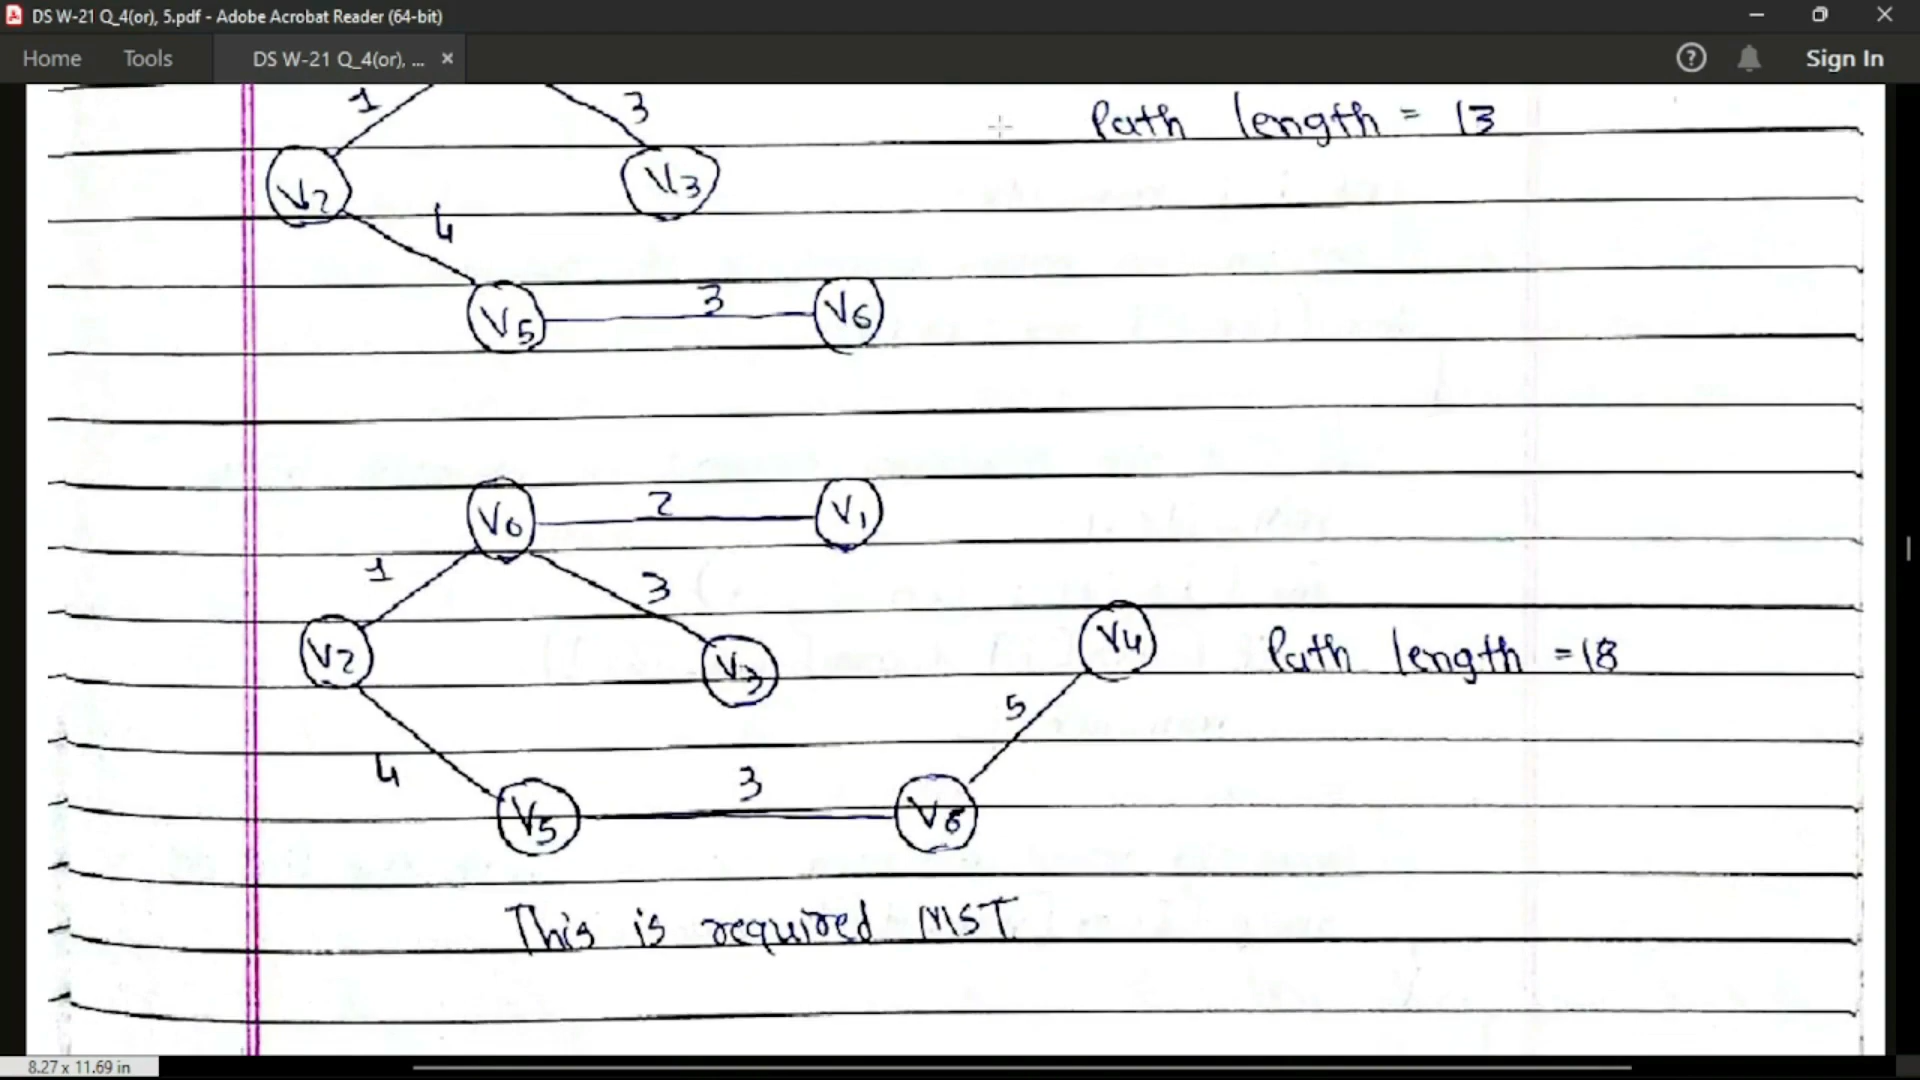 DS W-21 Q_4(or), 5.pdf - Adobe Acrobat Reader (64-bit)
Home Tools DS W-21 Q_4(or), ... × Sign In
1 3 Path length = 13
V2 V3
4
3
V5 V6
V0 2 V1
1 3
V2 V3 V4 Path length = 18
5
4 3
V5 V6
This is required MST.
8.27 x 11.69 in